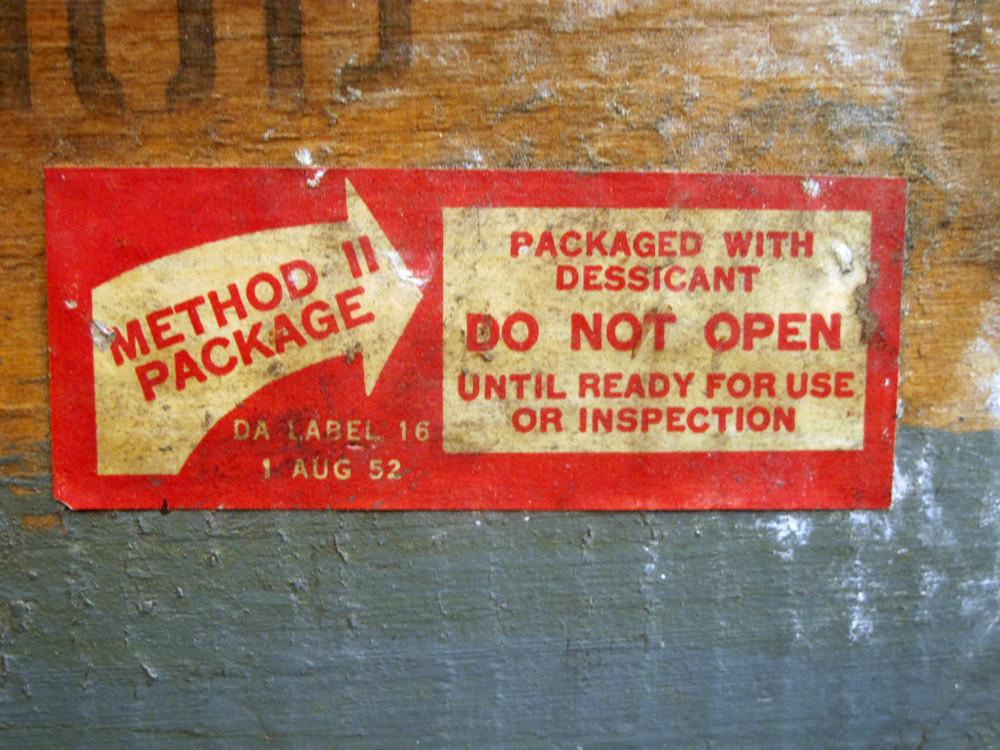 METHOD II
PACKAGE
DA LABEL 16
1 AUG 52
PACKAGED WITH
DESSICANT
DO NOT OPEN
UNTIL READY FOR USE
OR INSPECTION